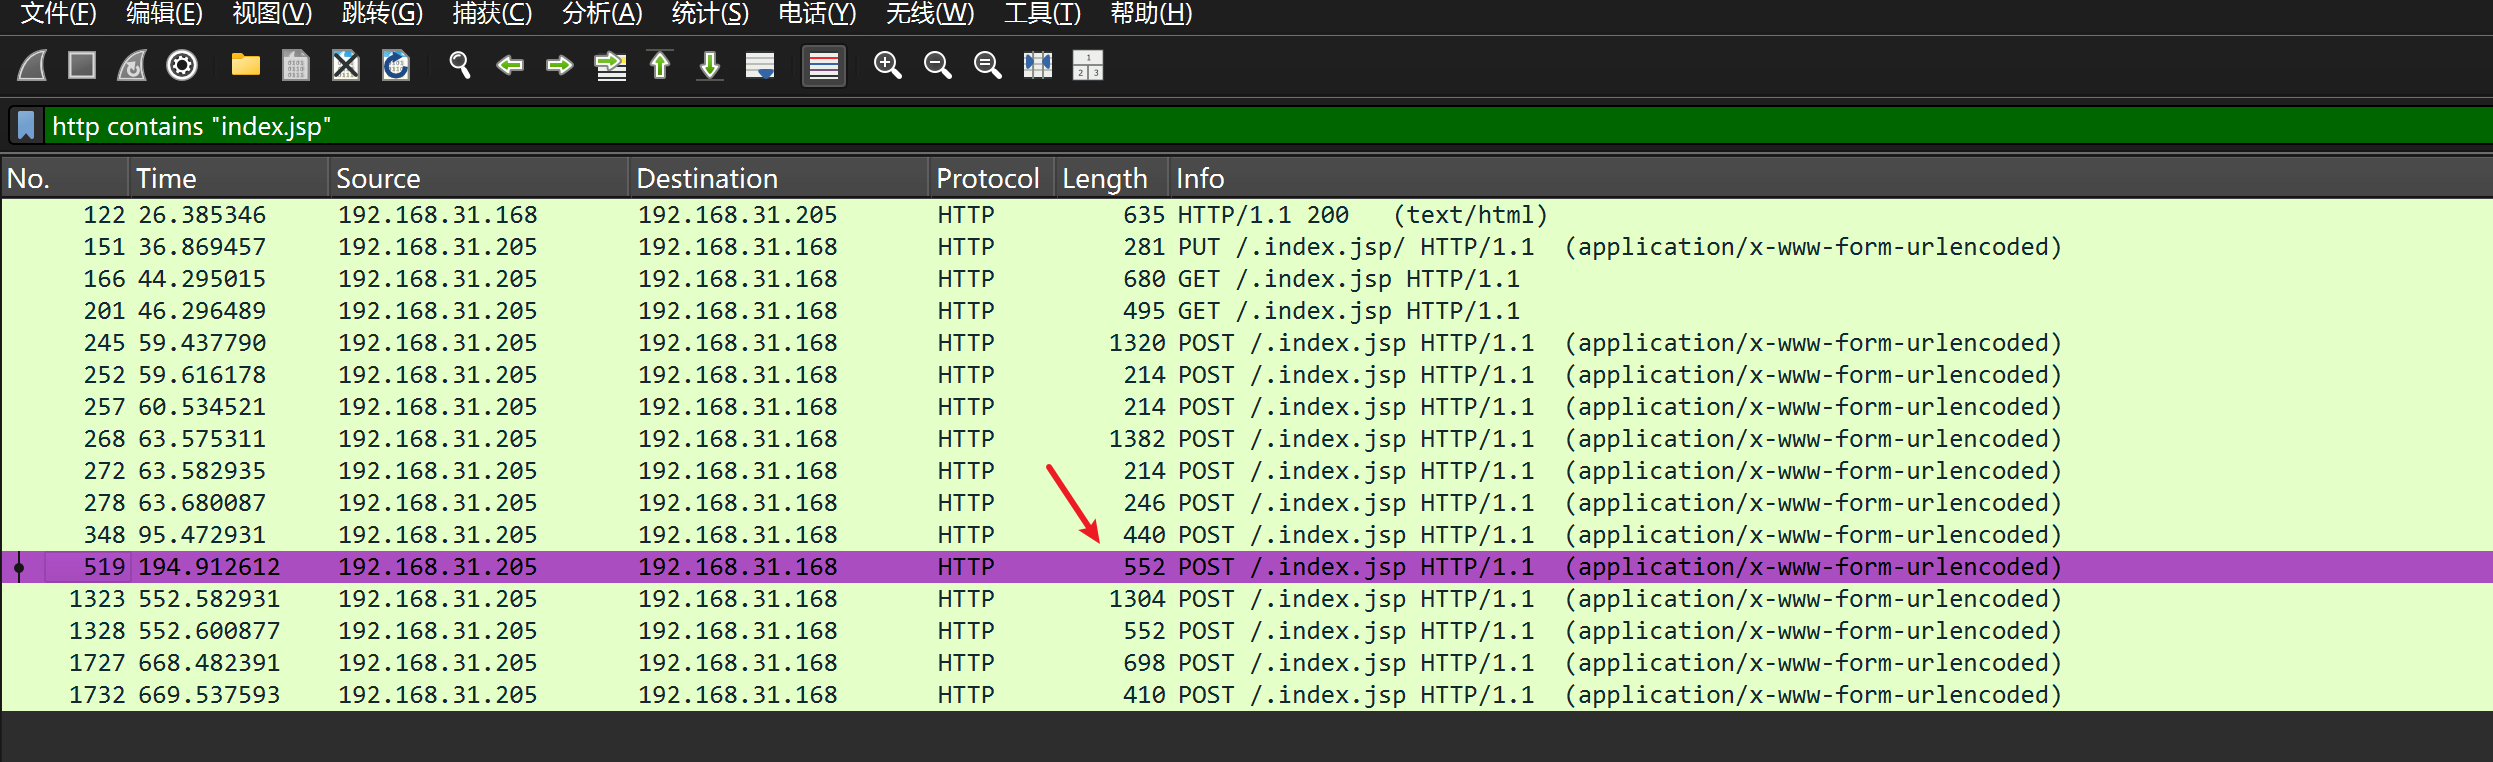 文件(F) 编辑(E) 视图(V) 跳转(G) 捕获(C) 分析(A) 统计(S) 电话(Y) 无线(W) 工具(T) 帮助(H)
http contains "index.jsp"
No. Time Source Destination Protocol Length Info
122 26.385346 192.168.31.168 192.168.31.205 HTTP 635 HTTP/1.1 200 (text/html)
151 36.869457 192.168.31.205 192.168.31.168 HTTP 281 PUT /.index.jsp/ HTTP/1.1 (application/x-www-form-urlencoded)
166 44.295015 192.168.31.205 192.168.31.168 HTTP 680 GET /.index.jsp HTTP/1.1
201 46.296489 192.168.31.205 192.168.31.168 HTTP 495 GET /.index.jsp HTTP/1.1
245 59.437790 192.168.31.205 192.168.31.168 HTTP 1320 POST /.index.jsp HTTP/1.1 (application/x-www-form-urlencoded)
252 59.616178 192.168.31.205 192.168.31.168 HTTP 214 POST /.index.jsp HTTP/1.1 (application/x-www-form-urlencoded)
257 60.534521 192.168.31.205 192.168.31.168 HTTP 214 POST /.index.jsp HTTP/1.1 (application/x-www-form-urlencoded)
268 63.575311 192.168.31.205 192.168.31.168 HTTP 1382 POST /.index.jsp HTTP/1.1 (application/x-www-form-urlencoded)
272 63.582935 192.168.31.205 192.168.31.168 HTTP 214 POST /.index.jsp HTTP/1.1 (application/x-www-form-urlencoded)
278 63.680087 192.168.31.205 192.168.31.168 HTTP 246 POST /.index.jsp HTTP/1.1 (application/x-www-form-urlencoded)
348 95.472931 192.168.31.205 192.168.31.168 HTTP 440 POST /.index.jsp HTTP/1.1 (application/x-www-form-urlencoded)
519 194.912612 192.168.31.205 192.168.31.168 HTTP 552 POST /.index.jsp HTTP/1.1 (application/x-www-form-urlencoded)
1323 552.582931 192.168.31.205 192.168.31.168 HTTP 1304 POST /.index.jsp HTTP/1.1 (application/x-www-form-urlencoded)
1328 552.600877 192.168.31.205 192.168.31.168 HTTP 552 POST /.index.jsp HTTP/1.1 (application/x-www-form-urlencoded)
1727 668.482391 192.168.31.205 192.168.31.168 HTTP 698 POST /.index.jsp HTTP/1.1 (application/x-www-form-urlencoded)
1732 669.537593 192.168.31.205 192.168.31.168 HTTP 410 POST /.index.jsp HTTP/1.1 (application/x-www-form-urlencoded)